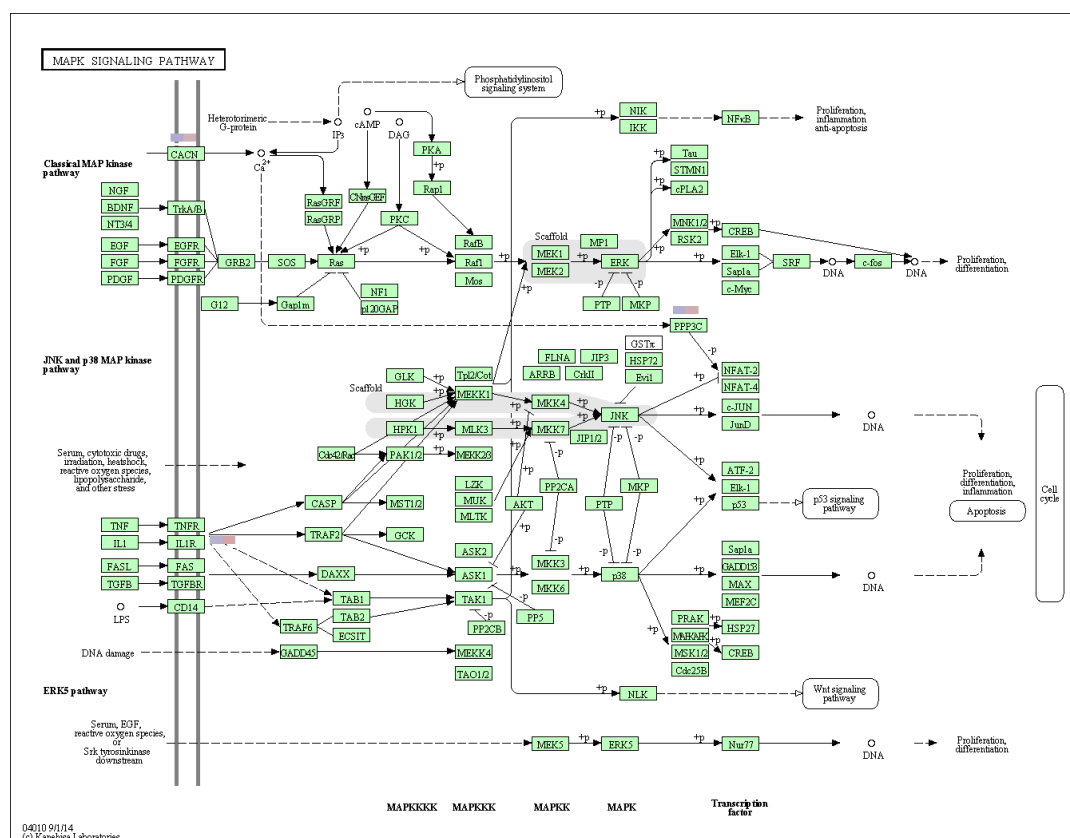 MAPK SIGNALING PATHWAY
Phosphatidylinositol
signaling system
Heterotorimeric
G-protein
IP3
cAMP
DAG
+p
NIK
IKK
NFκB
Proliferation,
inflammation
anti-apoptosis
CACN
Ca2+
PKA
+p
Classical MAP kinase
pathway
NGF
BDNF
NT3/4
TrkA/B
RasGRF
RasGRP
CNrasGEF
PKC
Rap1
Tau
STMN1
cPLA2
+p
EGF
FGF
PDGF
EGFR
FGFR
PDGFR
GRB2
SOS
Ras
+p
+p
RafB
Raf1
Mos
+p
Scaffold
MEK1
MEK2
+p
MP1
ERK
+p
+p
MNK1/2
RSK2
CREB
Elk-1
Sap1a
c-Myc
SRF
DNA
c-fos
DNA
Proliferation,
differentiation
G12
Gap1m
NF1
p120GAP
+p
-p
-p
PTP
MKP
PPP3C
-p
JNK and p38 MAP kinase
pathway
GSTπ
HSP72
Evi1
FLNA
JIP3
ARRB
CrkII
NFAT-2
NFAT-4
c-JUN
JunD
DNA
Scaffold
GLK
HGK
HPK1
+p
+p
+p
Tpl2/Cot
MEKK1
MLK3
MEKK2/3
+p
+p
MKK4
MKK7
+p
+p
JNK
JIP1/2
+p
-p
-p
Serum, cytotoxic drugs,
irradiation, heatshock,
reactive oxygen species,
lipopolysaccharide,
and other stress
Cdc42/Rac
PAK1/2
LZK
MUK
MLTK
-p
PP2CA
AKT
+p
-p
PTP
MKP
+p
ATF-2
Elk-1
p53
p53 signaling
pathway
Proliferation,
differentiation,
inflammation
Apoptosis
Cell
cycle
CASP
MST1/2
TNF
IL1
TNFR
IL1R
TRAF2
GCK
FASL
TGFB
FAS
TGFBR
DAXX
ASK2
ASK1
+p
MKK3
MKK6
+p
-p
-p
p38
+p
Sap1a
GADD153
MAX
MEF2C
DNA
LPS
CD14
TAB1
TAB2
ECSIT
TRAF6
TAK1
-p
PP2CB
-p
PP5
+p
PRAK
MAPKAPK
MSK1/2
Cdc25B
+p
+p
HSP27
CREB
DNA damage
GADD45
MEKK4
TAO1/2
+p
NLK
Wnt signaling
pathway
ERK5 pathway
Serum, EGF,
reactive oxygen species,
or
Srk tyrosinkinase
downstream
MEK5
+p
ERK5
+p
Nur77
DNA
Proliferation,
differentiation
MAPKKKK
MAPKKK
MAPKK
MAPK
Transcription
factor
04010 9/1/14
(c) Kanehisa Laboratories